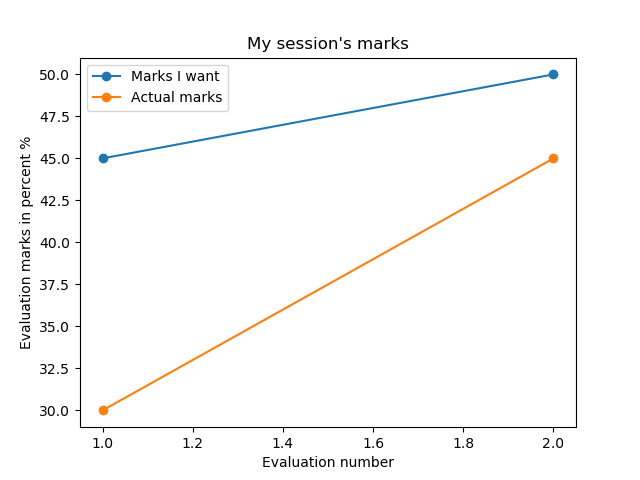 My session's marks
Marks I want
Actual marks
Evaluation marks in percent %
50.0
47.5
45.0
42.5
40.0
37.5
35.0
32.5
30.0
1.0 1.2 1.4 1.6 1.8 2.0
Evaluation number